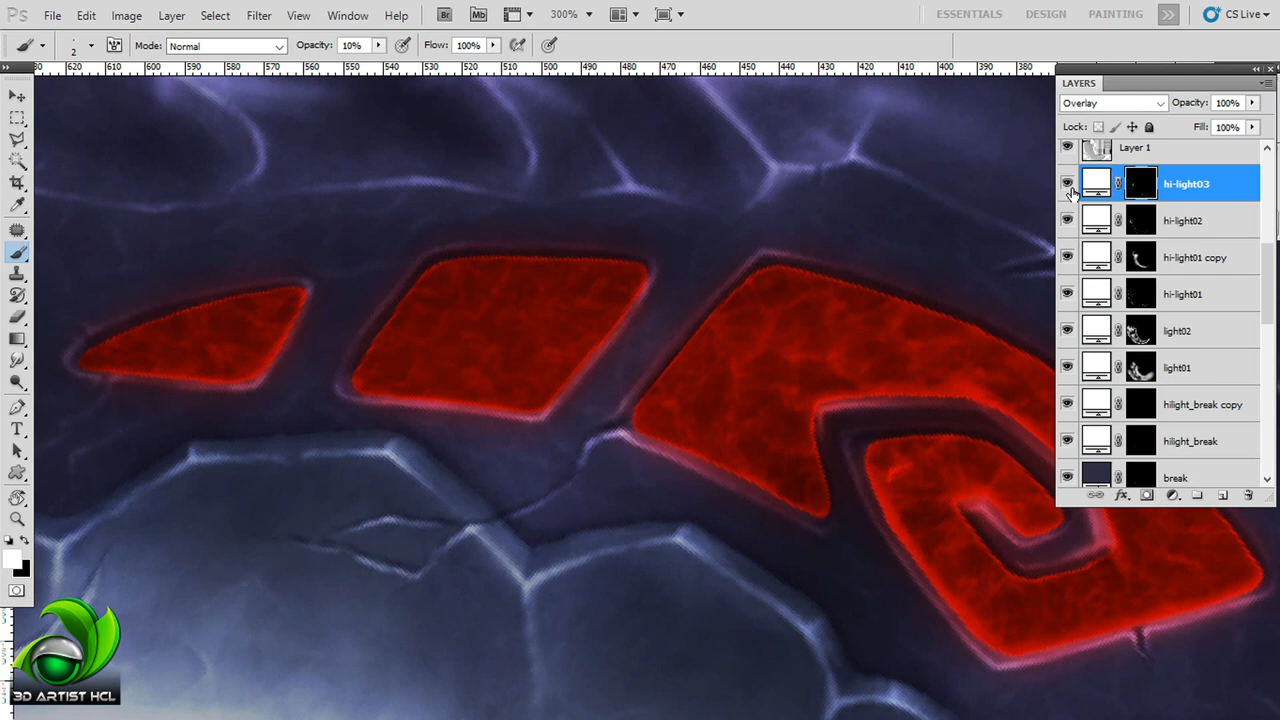 Ps File Edit Image Layer Select Filter View Window Help Br Mb 300% ESSENTIALS DESIGN PAINTING CS Live
2 Mode: Normal Opacity: 10% Flow: 100%
620 610 600 590 580 570 560 550 540 530 520 510 500 490 480 470 460 450 440 430 420 410 400 390 380
LAYERS
Overlay Opacity: 100%
Lock: Fill: 100%
Layer 1
hi-light03
hi-light02
hi-light01 copy
hi-light01
light02
light01
hilight_break copy
hilight_break
break
fx
3D ARTIST HCL